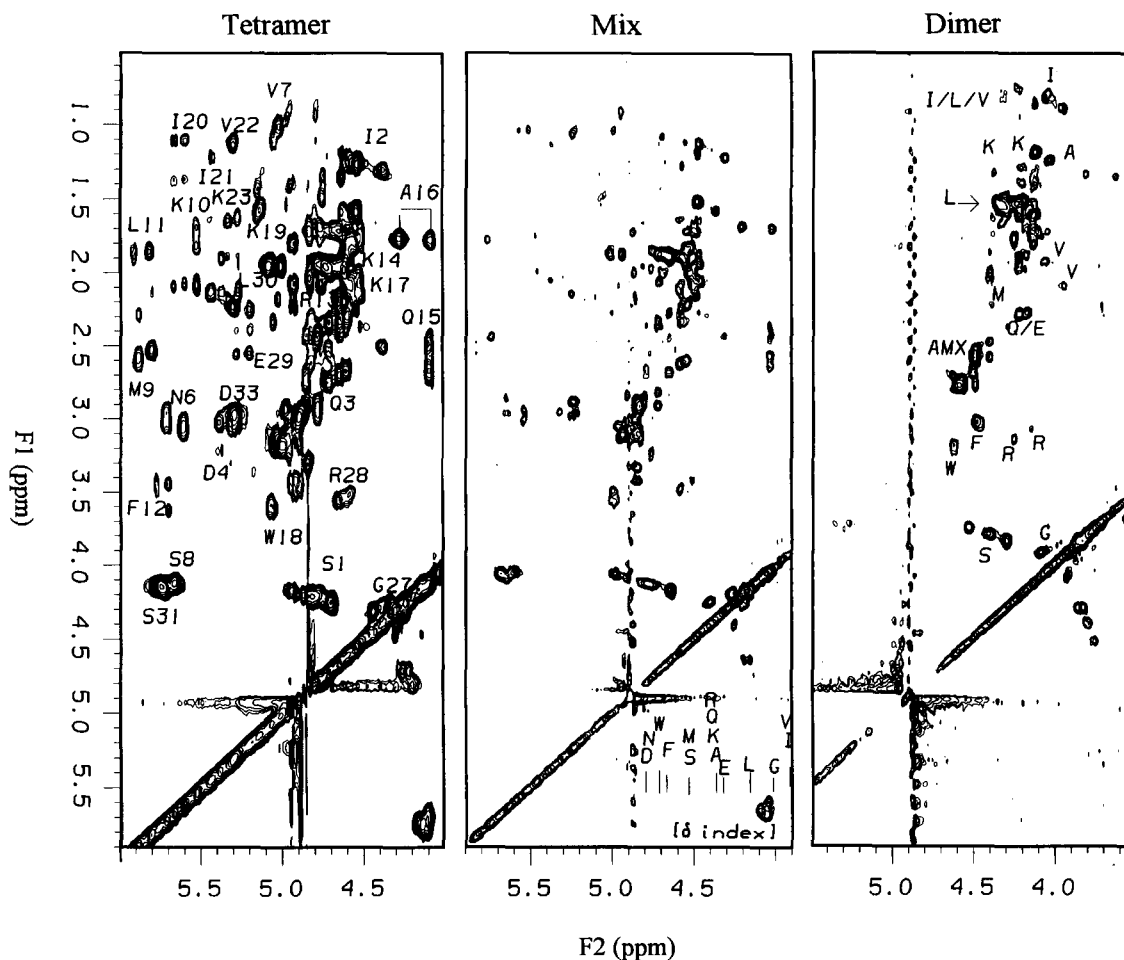 Tetramer Mix Dimer
V7
I20
V22
I2
I21
K23
K10
A16
L11
K19
K14
L30
K17
R13
Q15
E29
M9
N6
D33
Q3
D4'
R28
F12
W18
S8
S1
G27
S31
I
I/L/V
K K A
L→
V
V
M
Q/E
AMX
F R R
W
S G
R
Q V
W K I
N M
D F S A E L G
[δ index]
1.0
1.5
2.0
2.5
3.0
3.5
4.0
4.5
5.0
5.5
F1 (ppm)
5.5 5.0 4.5 5.5 5.0 4.5 5.0 4.5 4.0
F2 (ppm)